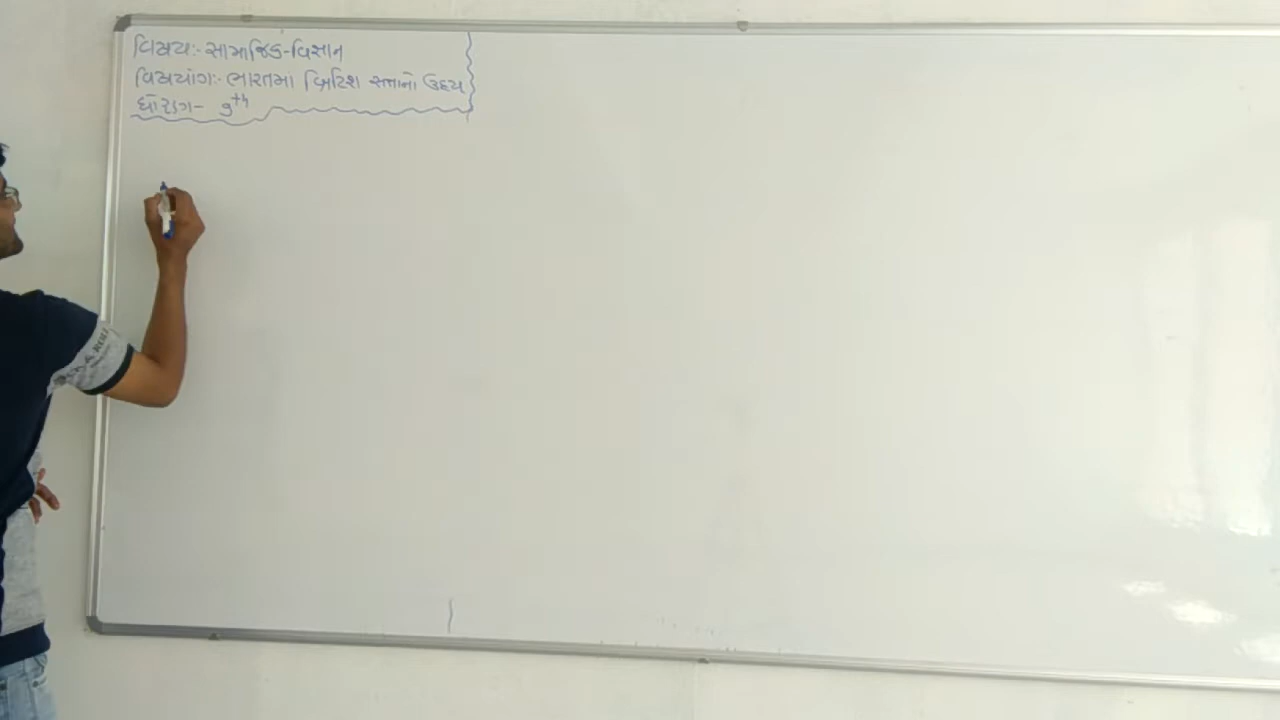 વિષય:- સામાજિક-વિજ્ઞાન
વિષયાંગ:- ભારતમા બ્રિટિશ સત્તાનો ઉદય
ધોરણ- 9th